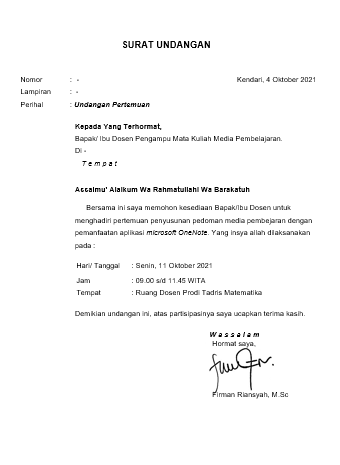 SURAT UNDANGAN
Nomor : - Kendari, 4 Oktober 2021
Lampiran : -
Perihal : Undangan Pertemuan
Kepada Yang Terhormat,
Bapak/ Ibu Dosen Pengampu Mata Kuliah Media Pembelajaran.
Di -
Tempat
Assalmu' Alaikum Wa Rahmatullahi Wa Barakatuh
Bersama ini saya memohon kesediaan Bapak/Ibu Dosen untuk
menghadiri pertemuan penyusunan pedoman media pembejaran dengan
pemanfaatan aplikasi microsoft OneNote. Yang insya allah dilaksanakan
pada :
Hari/ Tanggal : Senin, 11 Oktober 2021
Jam : 09.00 s/d 11.45 WITA
Tempat : Ruang Dosen Prodi Tadris Matematika
Demikian undangan ini, atas partisipasinya saya ucapkan terima kasih.
Wassalam
Hormat saya,
Firman Riansyah, M.Sc